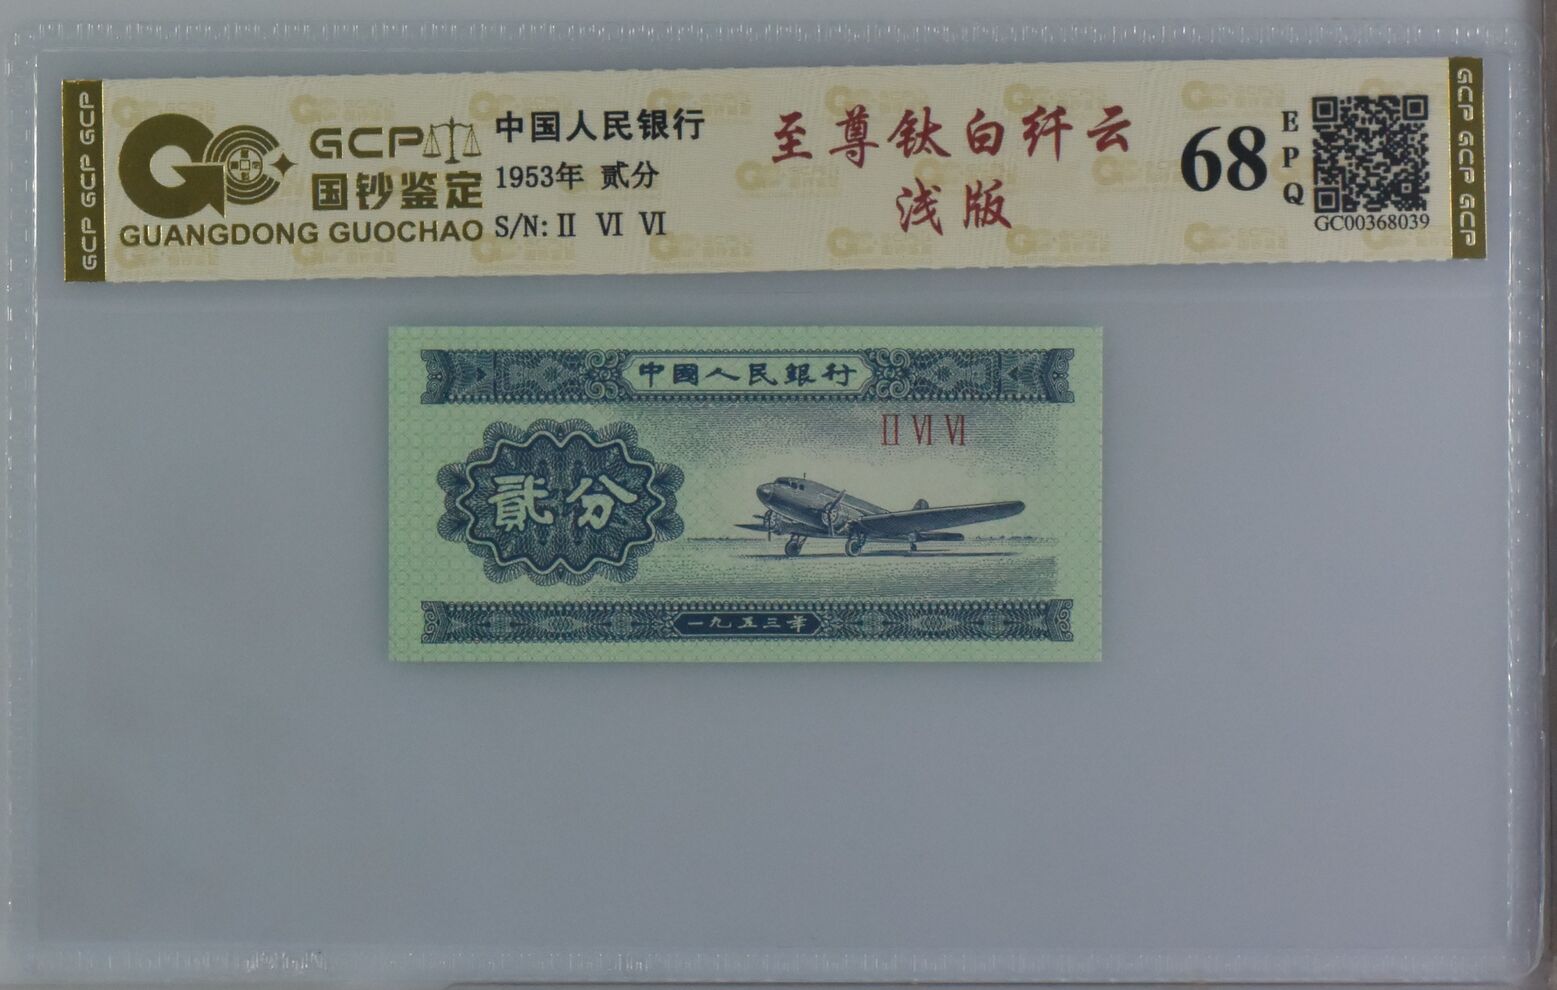 GCP GCP GCP
GCP
国钞鉴定
GUANGDONG GUOCHAO
中国人民银行
1953年 贰分
S/N: II VI VI
至尊钛白纤云
浅版
68
EPQ
GC00368039
GCP GCP GCP
中國人民銀行
II VI VI
貳分
一九五三年